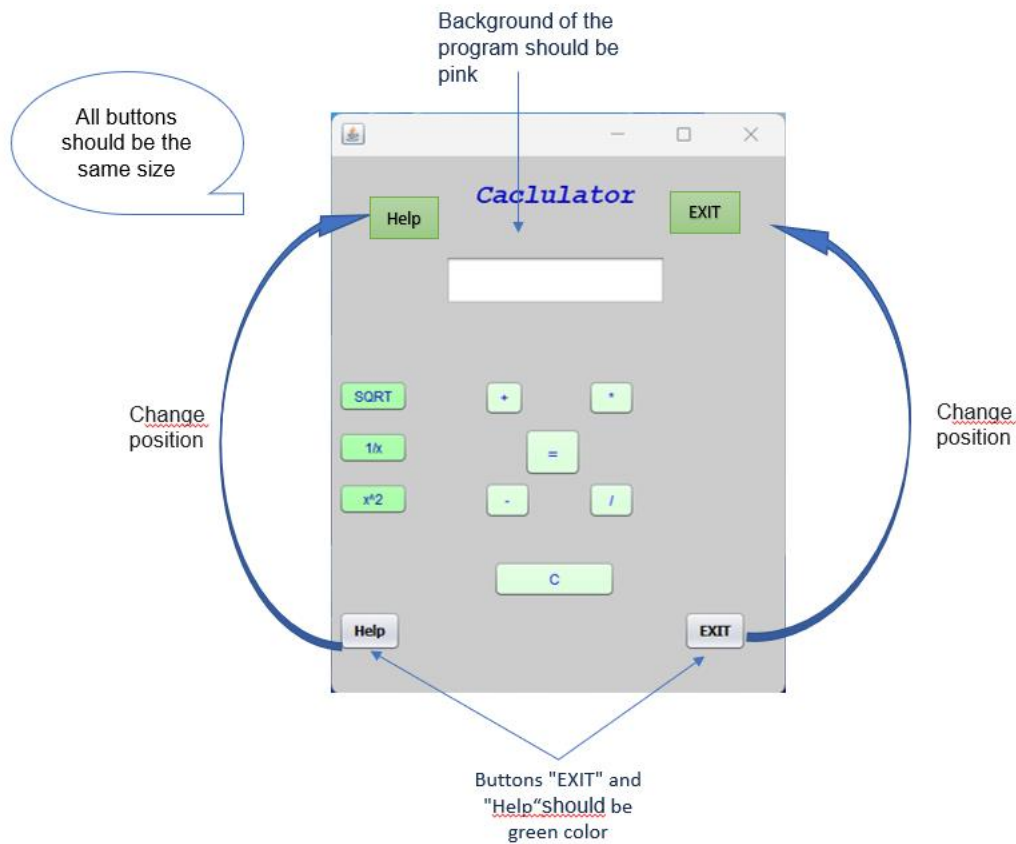 Background of the
program should be
pink
All buttons
should be the
same size
Caclulator
Help
EXIT
SQRT
+
*
1/x
=
x^2
-
/
C
Help
EXIT
Change
position
Change
position
Buttons "EXIT" and
"Help“should be
green color